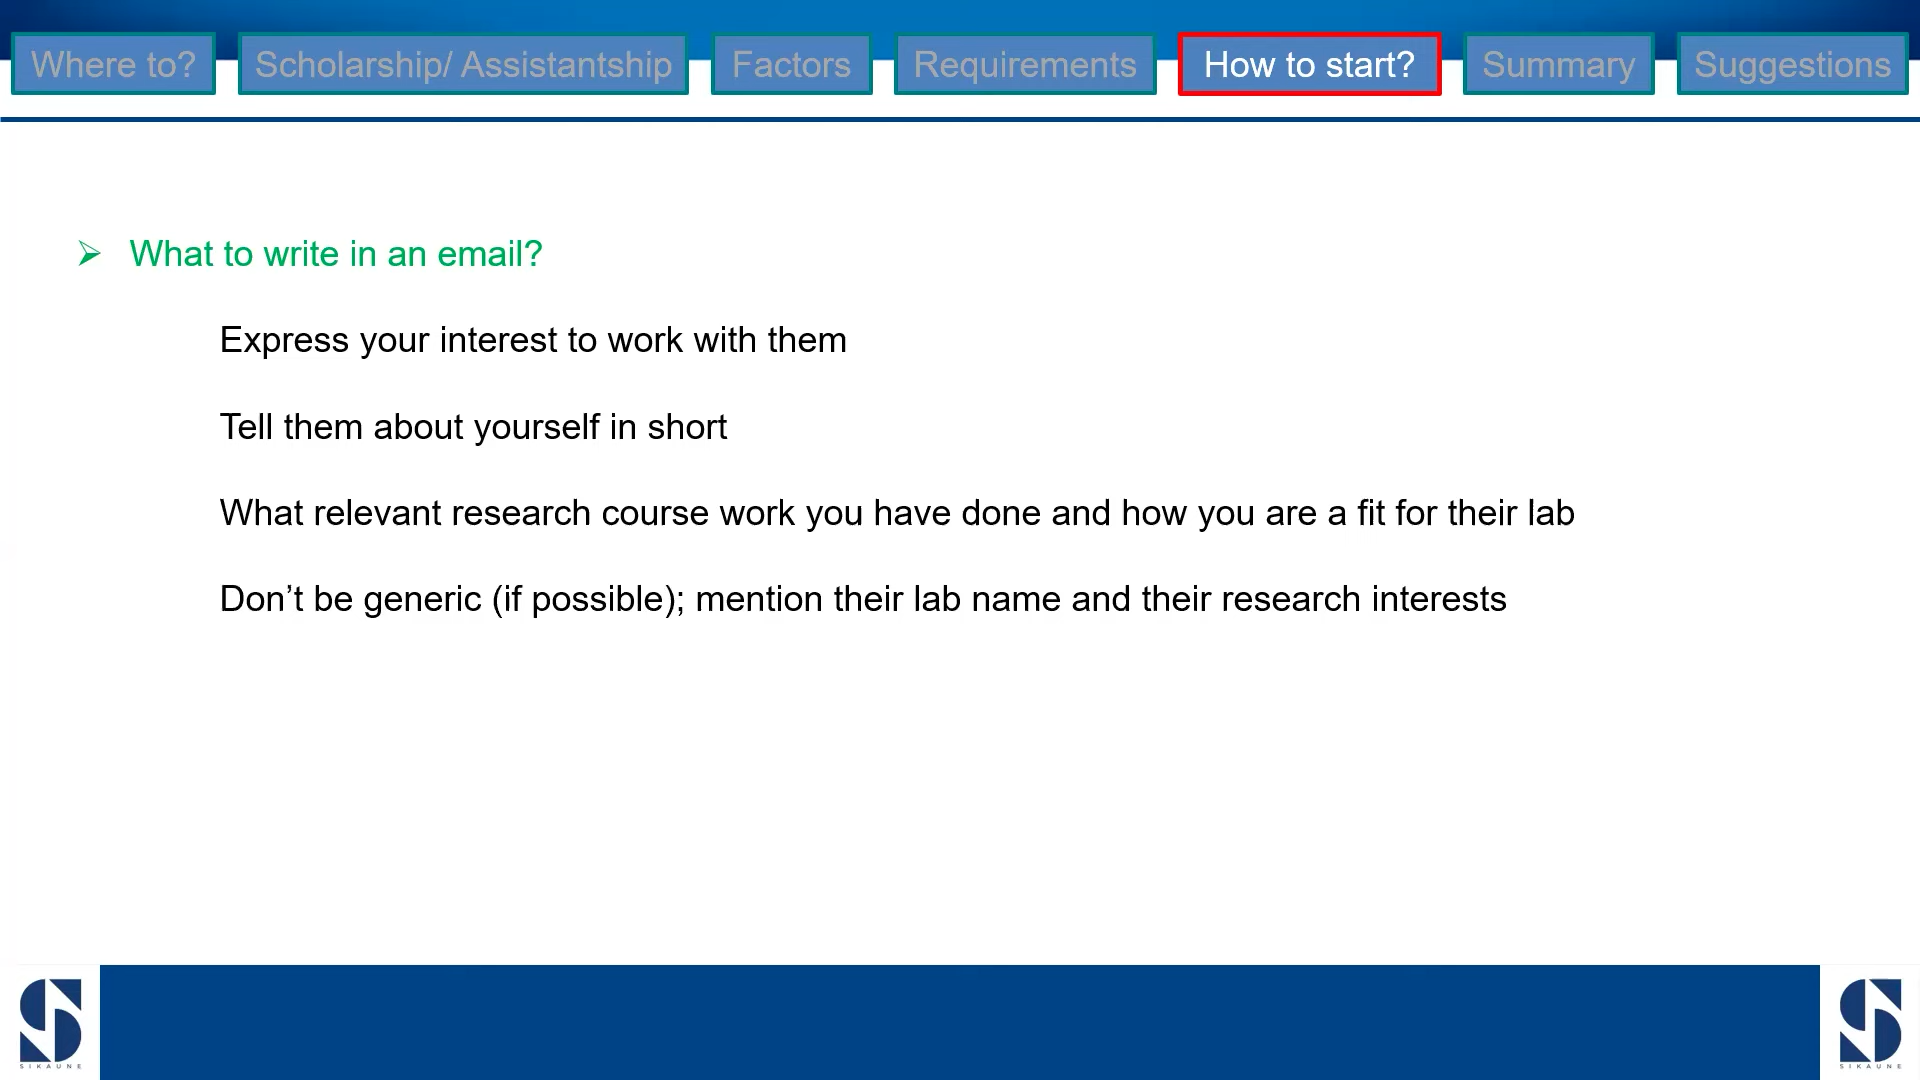 Where to?
Scholarship/ Assistantship
Factors
Requirements
How to start?
Summary
Suggestions
What to write in an email?
Express your interest to work with them
Tell them about yourself in short
What relevant research course work you have done and how you are a fit for their lab
Don’t be generic (if possible); mention their lab name and their research interests
SIKAUNE
SIKAUNE